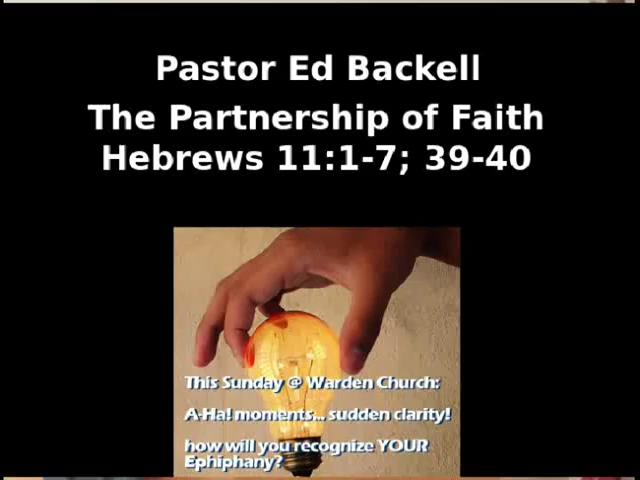 Pastor Ed Backell
The Partnership of Faith
Hebrews 11:1-7; 39-40
This Sunday @ Warden Church:
A-Ha! moments... sudden clarity!
how will you recognize YOUR
Ephiphany?